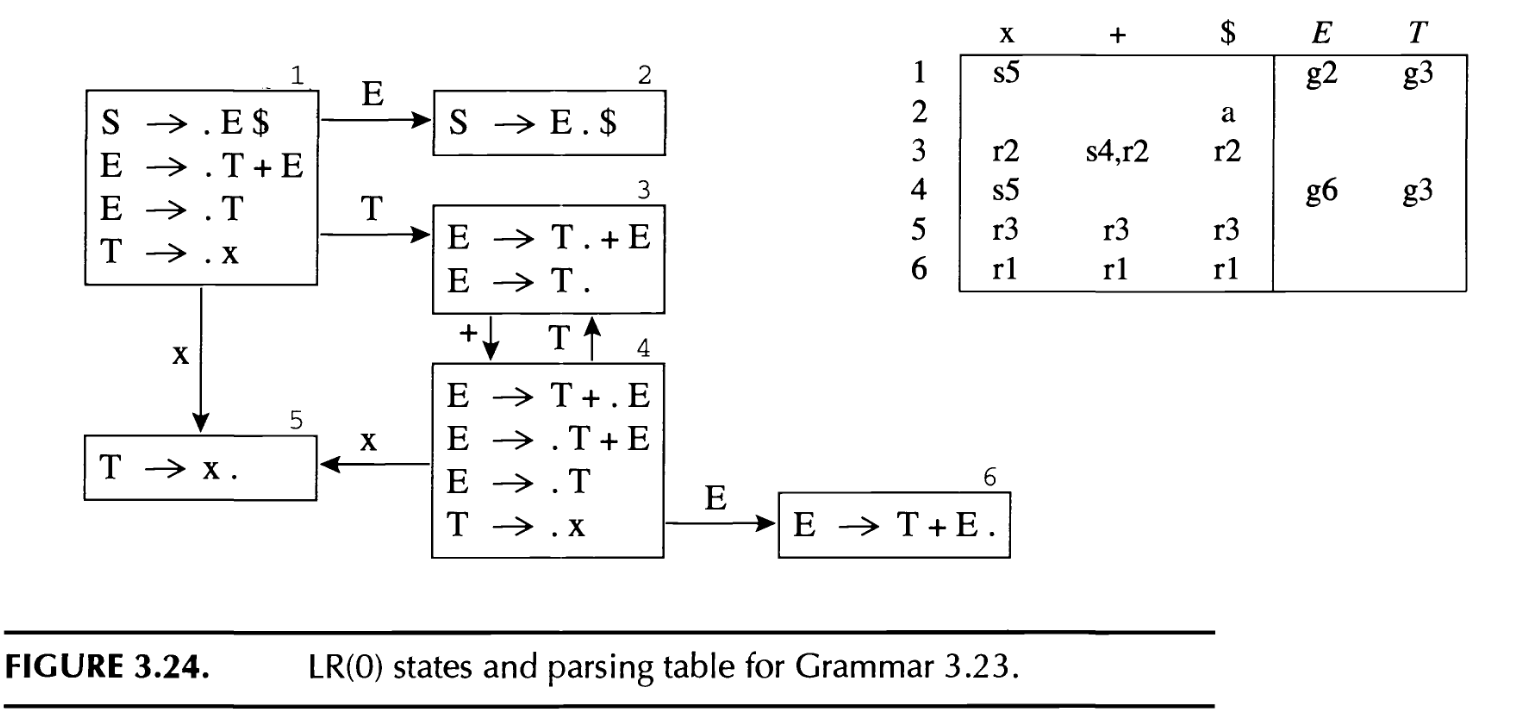 1
S → . E $
E → . T + E
E → . T
T → . x
E
2
S → E . $
T
3
E → T . + E
E → T .
x
+
T
4
E → T + . E
E → . T + E
E → . T
T → . x
5
T → x .
x
E
6
E → T + E .
x + $ E T
1 s5 g2 g3
2 a
3 r2 s4,r2 r2
4 s5 g6 g3
5 r3 r3 r3
6 r1 r1 r1
FIGURE 3.24. LR(0) states and parsing table for Grammar 3.23.